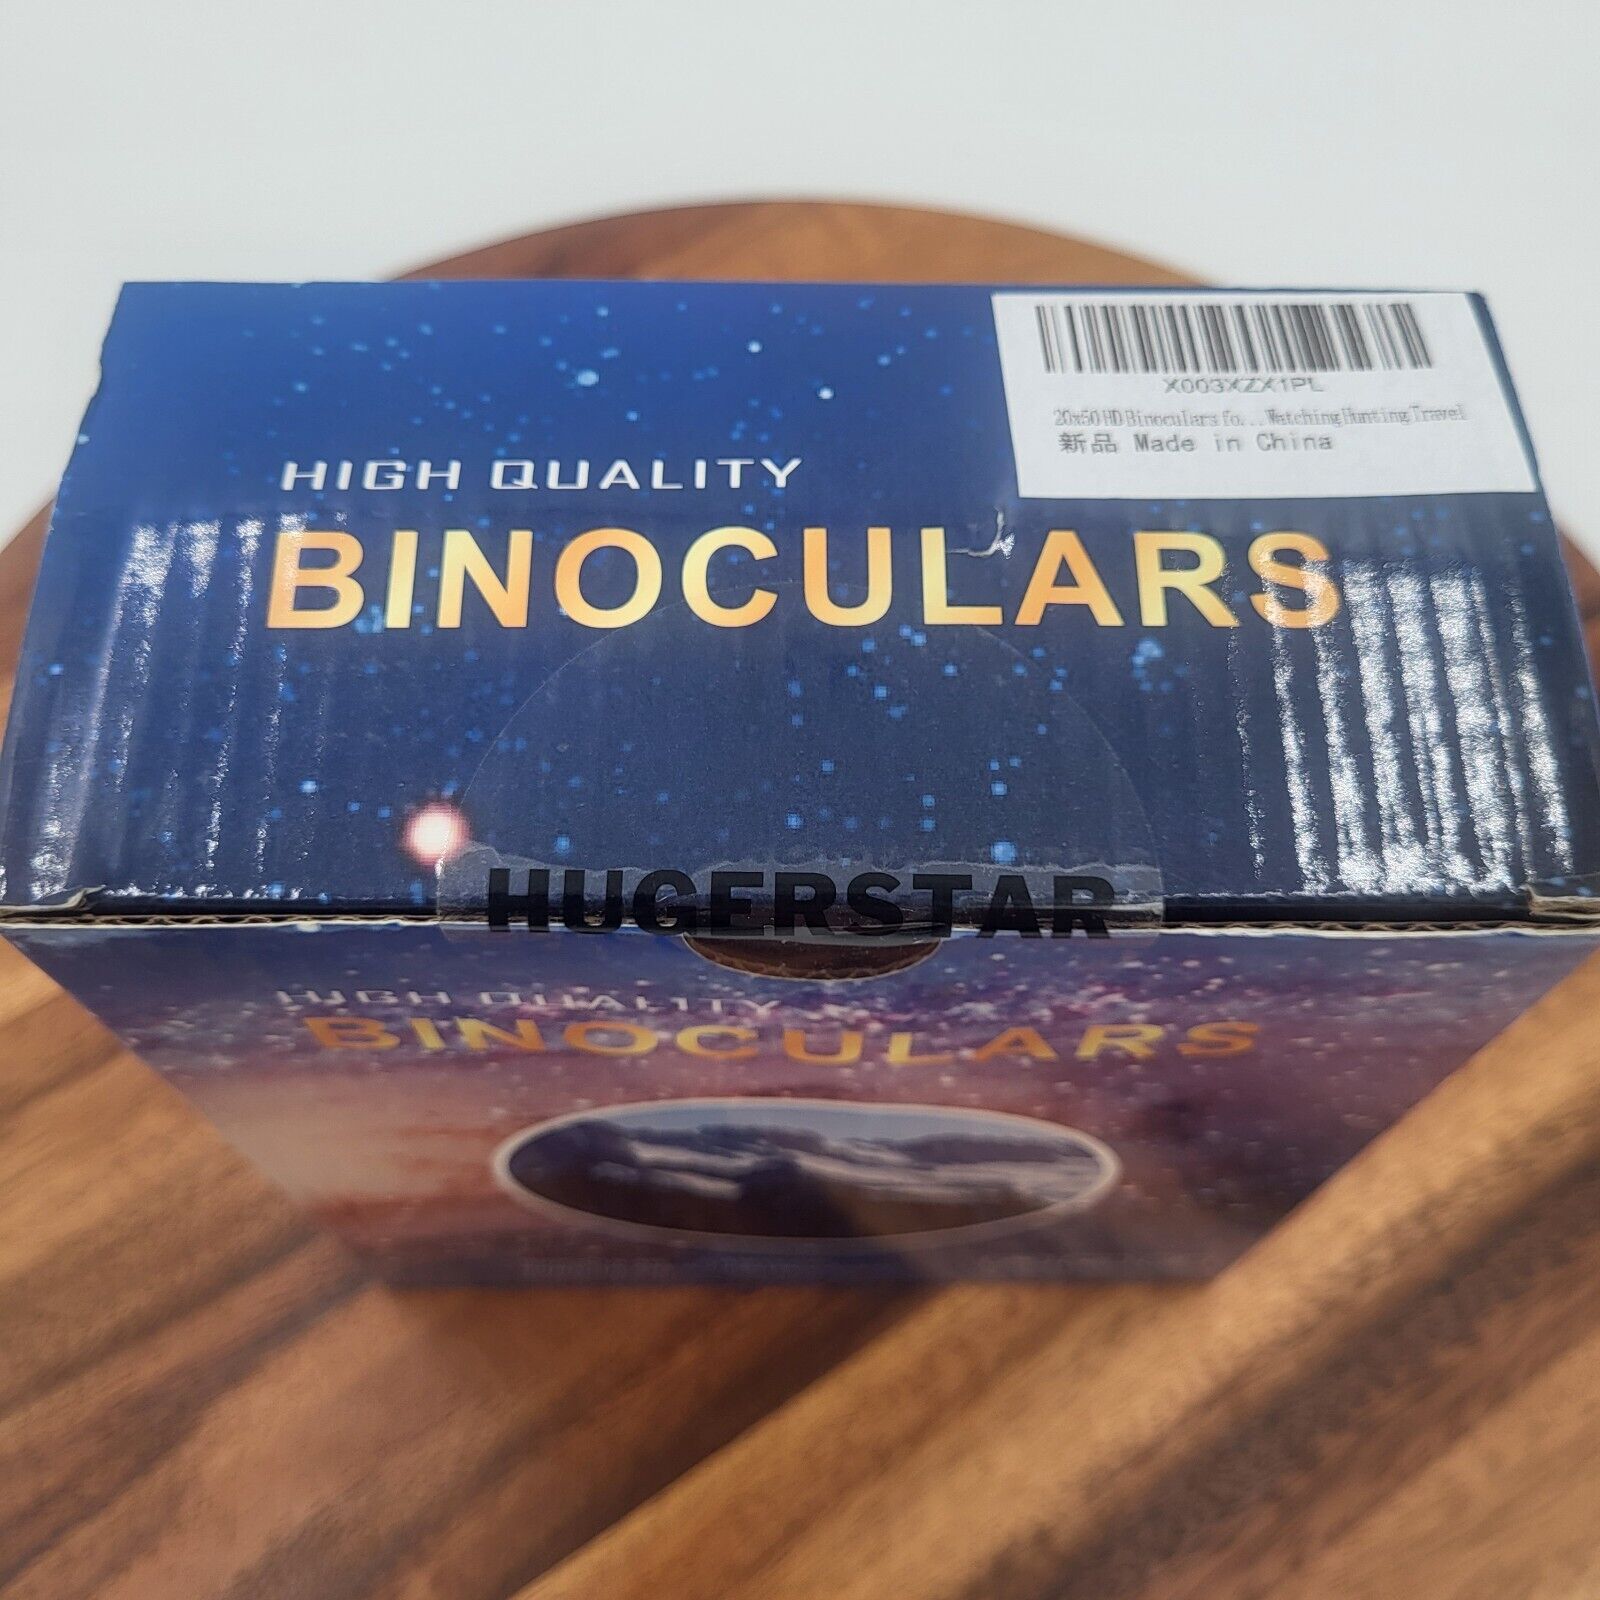 X003XZX1PL
20x50 HD Binoculars fo...Watching Hunting Travel
新品 Made in China
HIGH QUALITY
BINOCULARS
HUGERSTAR
HIGH QUALITY
BINOCULARS